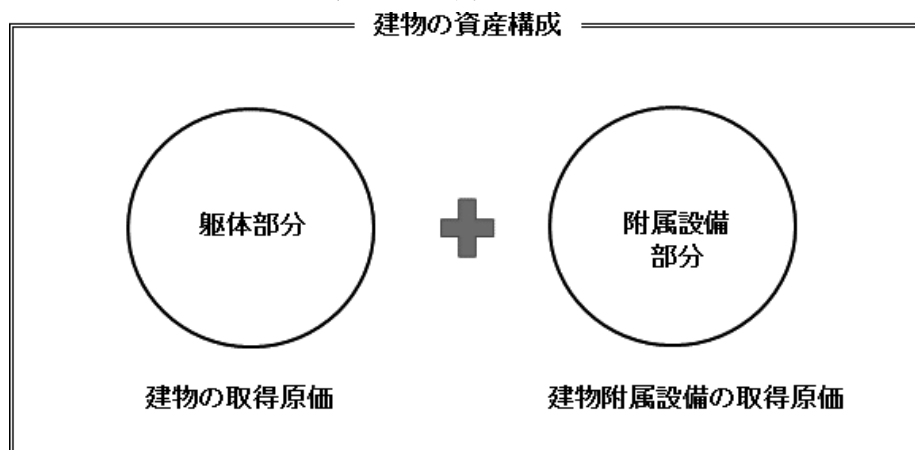 建物の資産構成
躯体部分
附属設備
部分
建物の取得原価
建物附属設備の取得原価